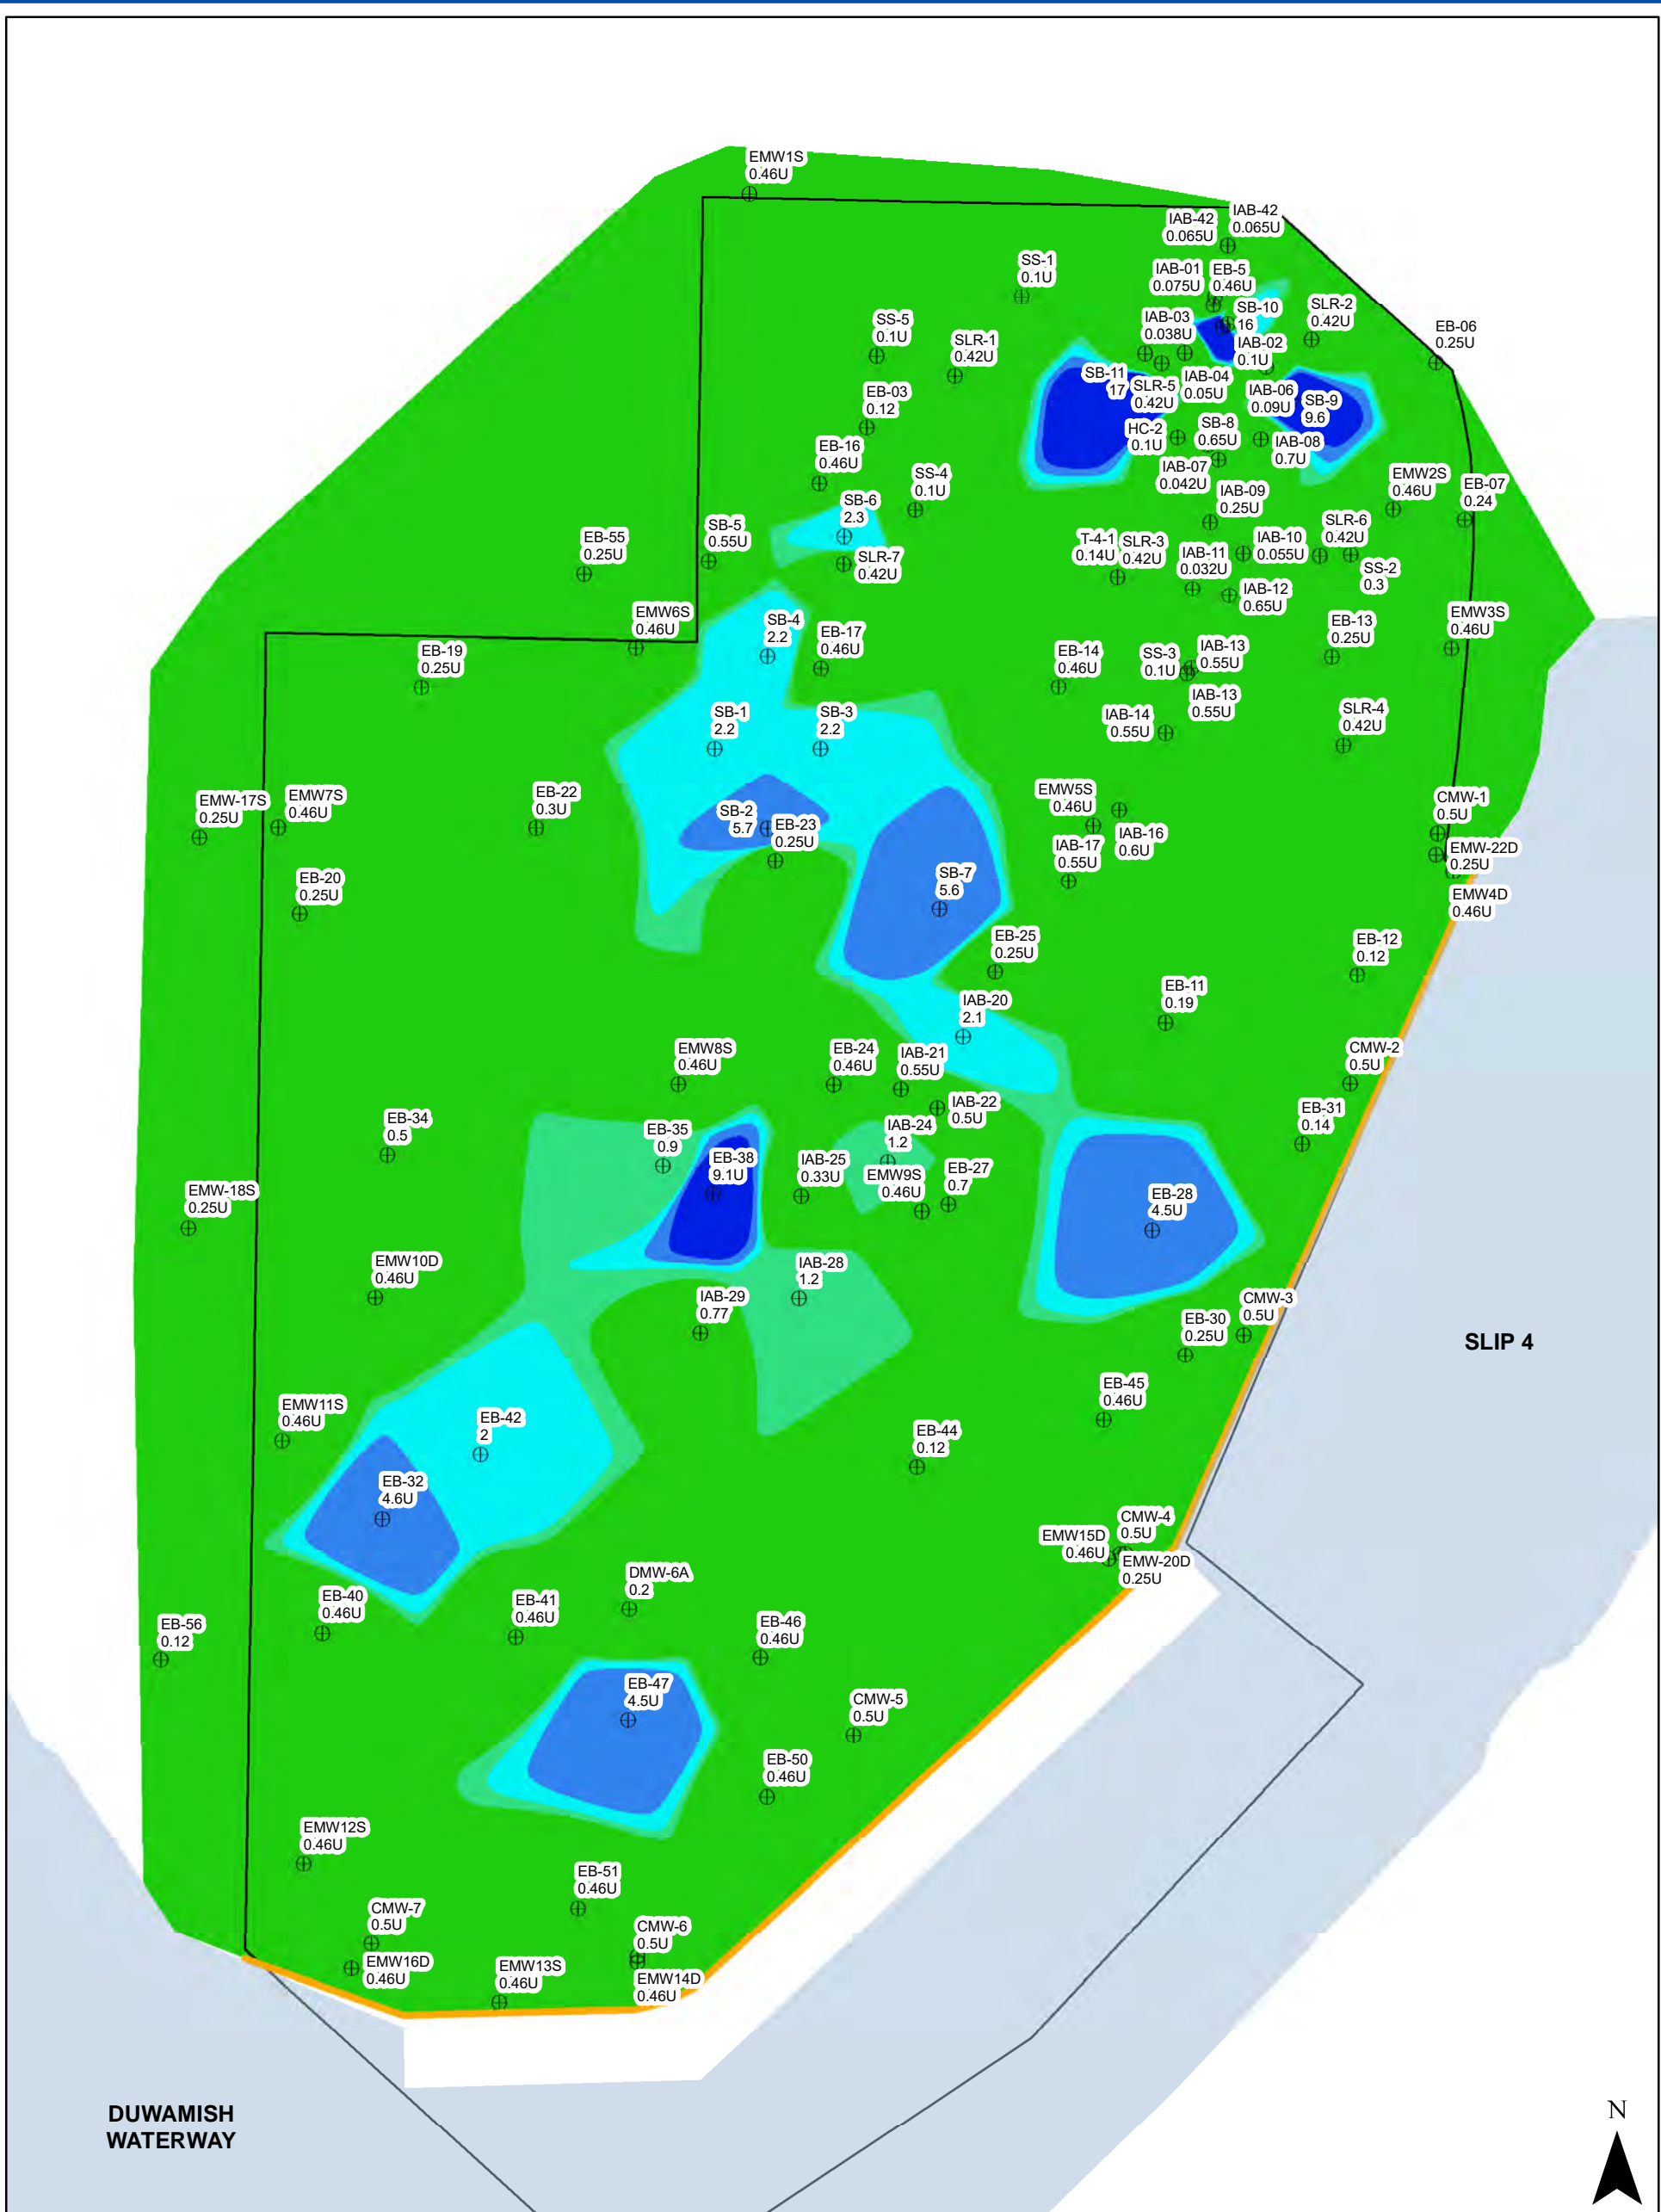 EMW1S
0.46U
IAB-42
0.065U
IAB-42
0.065U
SS-1
0.1U
IAB-01
0.075U
EB-5
0.46U
SB-10
16
SLR-2
0.42U
IAB-03
0.038U
EB-06
0.25U
SS-5
0.1U
SLR-1
0.42U
IAB-02
0.1U
SB-11
17
SLR-5
0.42U
IAB-04
0.05U
IAB-06
0.09U
SB-9
9.6
EB-03
0.12
HC-2
0.1U
SB-8
0.65U
IAB-08
0.7U
EB-16
0.46U
IAB-07
0.042U
SS-4
0.1U
EMW2S
0.46U
EB-07
0.24
IAB-09
0.25U
SB-6
2.3
SB-5
0.55U
EB-55
0.25U
SLR-7
0.42U
T-4-1
0.14U
SLR-3
0.42U
IAB-11
0.032U
IAB-10
0.055U
SLR-6
0.42U
SS-2
0.3
IAB-12
0.65U
EMW6S
0.46U
SB-4
2.2
EB-17
0.46U
EB-13
0.25U
EMW3S
0.46U
EB-19
0.25U
EB-14
0.46U
SS-3
0.1U
IAB-13
0.55U
IAB-13
0.55U
SB-1
2.2
SB-3
2.2
IAB-14
0.55U
SLR-4
0.42U
EMW-17S
0.25U
EMW7S
0.46U
EB-22
0.3U
SB-2
5.7
EB-23
0.25U
EMW5S
0.46U
IAB-16
0.6U
CMW-1
0.5U
EMW-22D
0.25U
IAB-17
0.55U
EB-20
0.25U
SB-7
5.6
EMW4D
0.46U
EB-25
0.25U
EB-12
0.12
EB-11
0.19
IAB-20
2.1
EMW8S
0.46U
EB-24
0.46U
IAB-21
0.55U
CMW-2
0.5U
IAB-22
0.5U
EB-34
0.5
EB-35
0.9
IAB-24
1.2
EB-31
0.14
EB-38
9.1U
IAB-25
0.33U
EMW9S
0.46U
EB-27
0.7
EMW-18S
0.25U
EB-28
4.5U
EMW10D
0.46U
IAB-28
1.2
IAB-29
0.77
CMW-3
0.5U
EB-30
0.25U
SLIP 4
EMW11S
0.46U
EB-42
2
EB-45
0.46U
EB-44
0.12
EB-32
4.6U
CMW-4
0.5U
EMW15D
0.46U
EMW-20D
0.25U
DMW-6A
0.2
EB-40
0.46U
EB-41
0.46U
EB-56
0.12
EB-46
0.46U
EB-47
4.5U
CMW-5
0.5U
EB-50
0.46U
EMW12S
0.46U
EB-51
0.46U
CMW-7
0.5U
CMW-6
0.5U
EMW16D
0.46U
EMW13S
0.46U
EMW14D
0.46U
DUWAMISH
WATERWAY
N